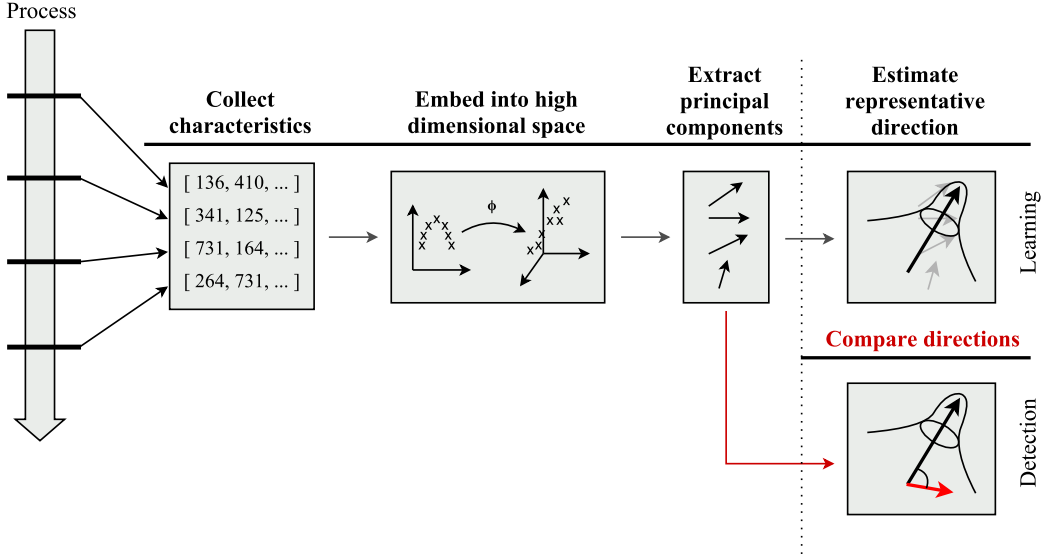 Process
Collect
characteristics
Embed into high
dimensional space
Extract
principal
components
Estimate
representative
direction
[ 136, 410, ... ]
[ 341, 125, ... ]
[ 731, 164, ... ]
[ 264, 731, ... ]
x x x x x x x
ϕ
x x x x x x x
Learning
Compare directions
Detection